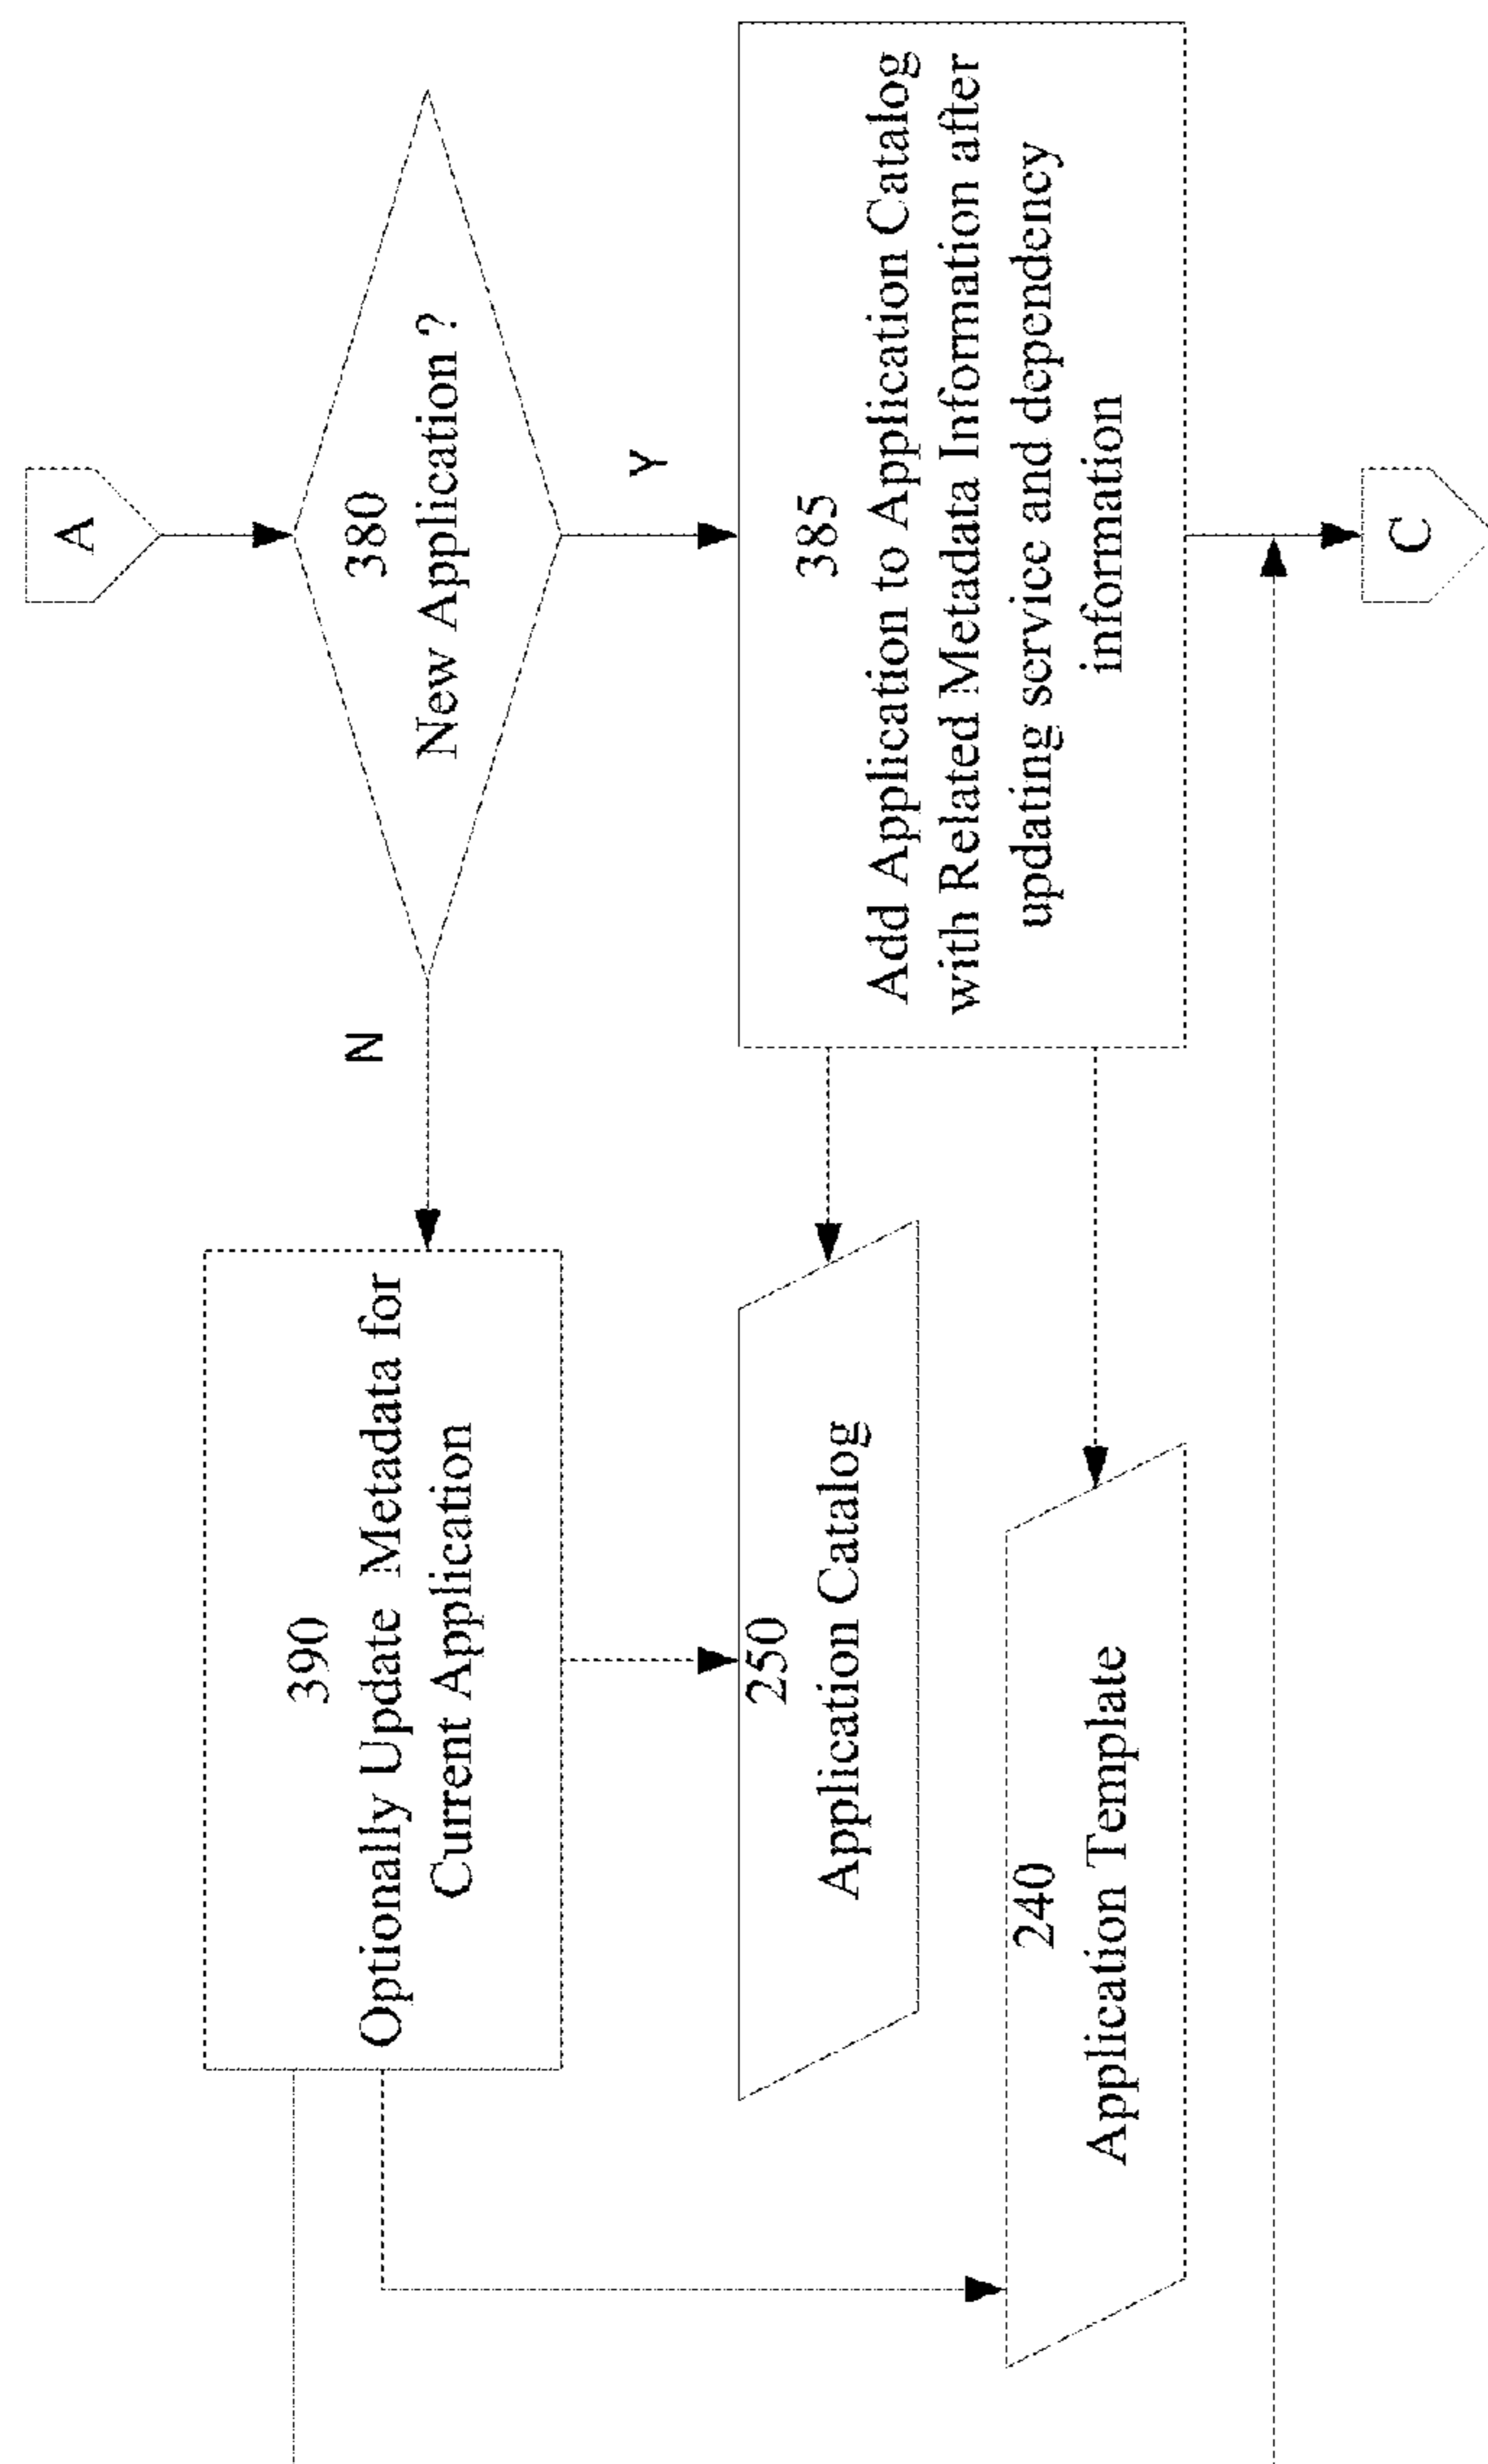 A
380
New Application ?
N
Y
390
Optionally Update Metadata for
Current Application
385
Add Application to Application Catalog
with Related Metadata Information after
updating service and dependency
information
250
Application Catalog
240
Application Template
C